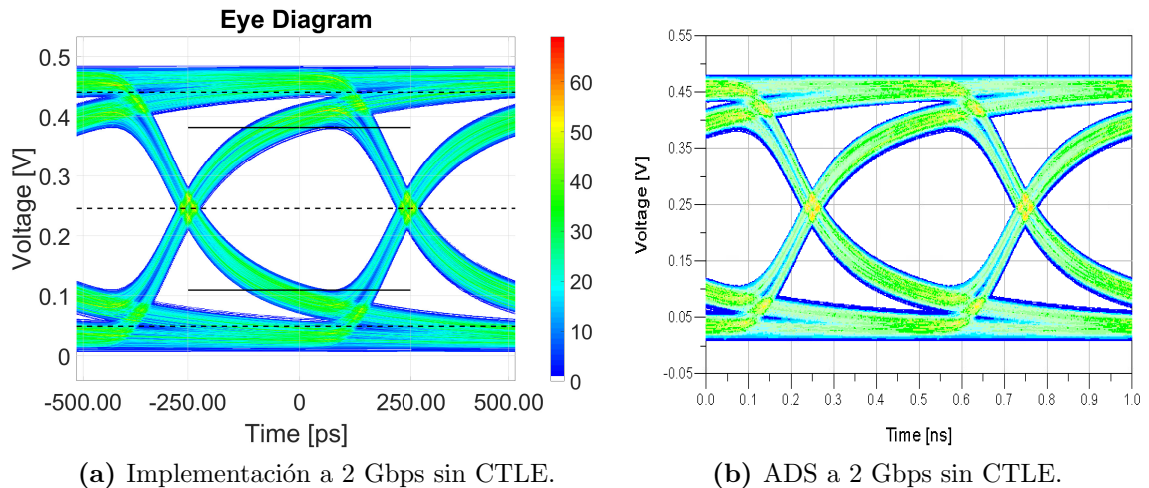 Eye Diagram
0.5
0.4
0.3
0.2
0.1
0
Voltage [V]
-500.00 -250.00 0 250.00 500.00
Time [ps]
60
50
40
30
20
10
0
(a) Implementación a 2 Gbps sin CTLE.
0.55
0.45
0.35
0.25
0.15
0.05
-0.05
Voltage [V]
0.0 0.1 0.2 0.3 0.4 0.5 0.6 0.7 0.8 0.9 1.0
Time [ns]
(b) ADS a 2 Gbps sin CTLE.